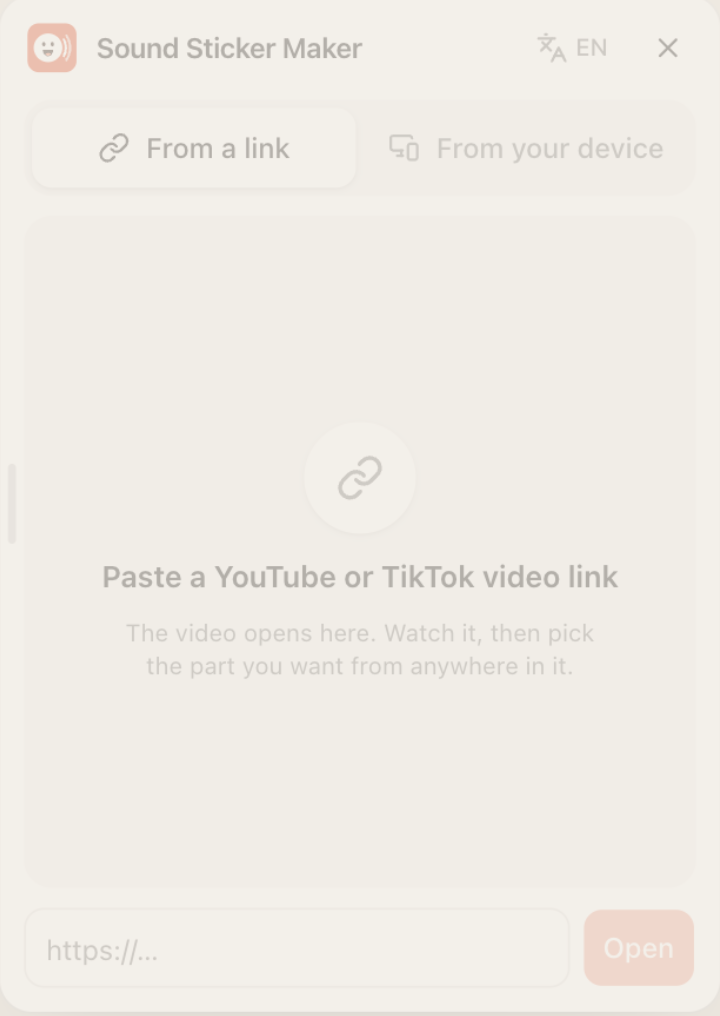 Sound Sticker Maker
EN
From a link
From your device
Paste a YouTube or TikTok video link
The video opens here. Watch it, then pick
the part you want from anywhere in it.
https://...
Open